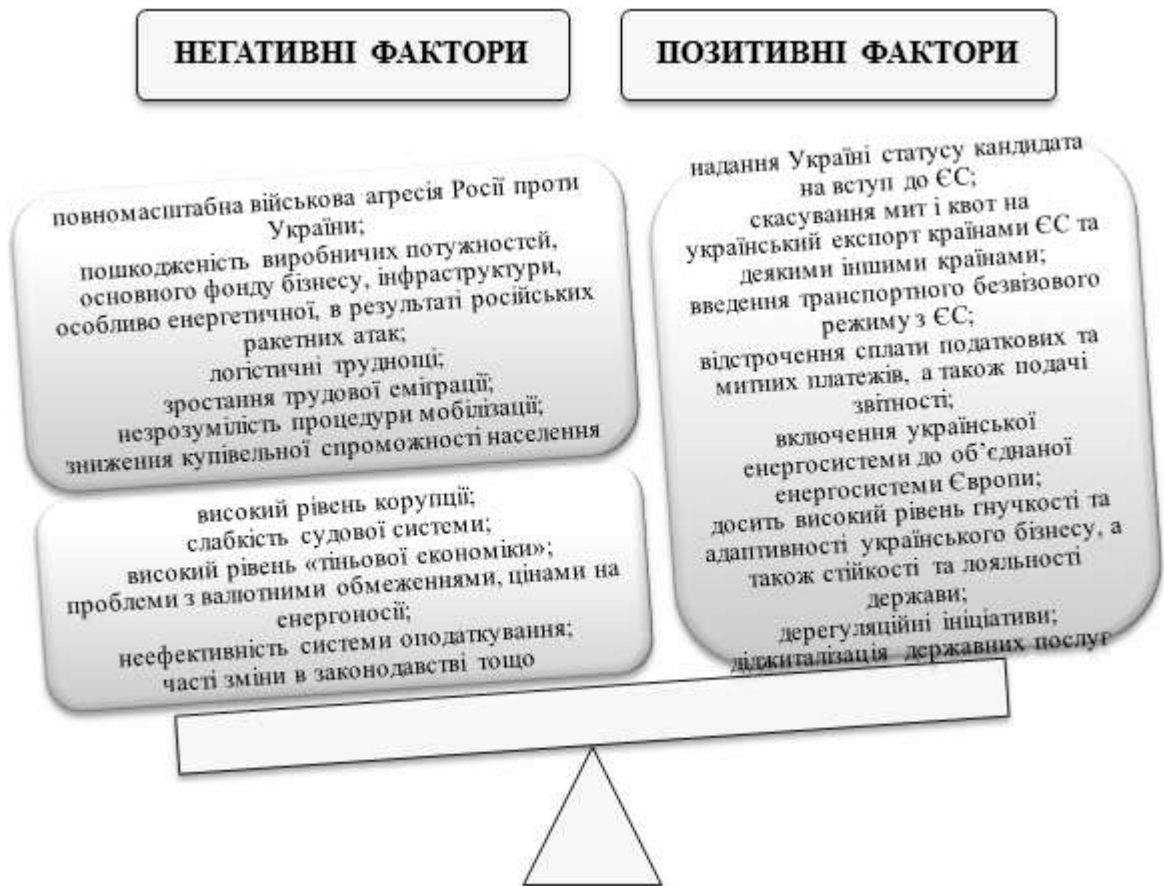 НЕГАТИВНІ ФАКТОРИ
ПОЗИТИВНІ ФАКТОРИ
повномасштабна військова агресія Росії проти
України;
пошкодженість виробничих потужностей,
основного фонду бізнесу, інфраструктури,
особливо енергетичної, в результаті російських
ракетних атак;
логістичні труднощі;
зростання трудової еміграції;
незрозумілість процедури мобілізації;
зниження купівельної спроможності населення
високий рівень корупції;
слабкість судової системи;
високий рівень «тіньової економіки»;
проблеми з валютними обмеженнями, цінами на
енергоносії;
неефективність системи оподаткування;
часті зміни в законодавстві тощо
надання Україні статусу кандидата
на вступ до ЄС;
скасування мит і квот на
український експорт країнами ЄС та
деякими іншими країнами;
введення транспортного безвізового
режиму з ЄС;
відстрочення сплати податкових та
митних платежів, а також подачі
звітності;
включення української
енергосистеми до об’єднаної
енергосистеми Європи;
досить високий рівень гнучкості та
адаптивності українського бізнесу, а
також стійкості та лояльності
держави;
дерегуляційні ініціативи;
діджиталізація державних послуг